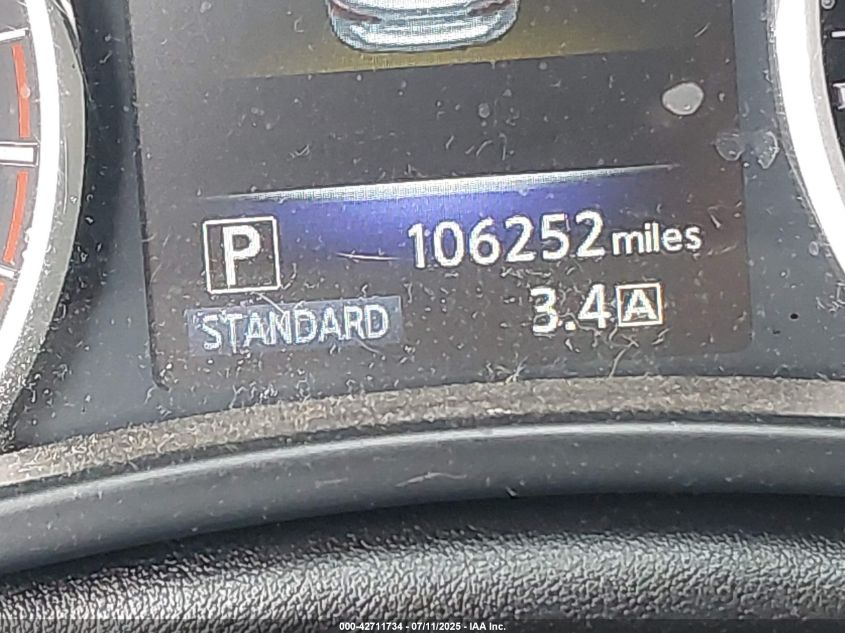 P 106252 miles
STANDARD 3.4 A
000-42711734 - 07/11/2025 - IAA Inc.